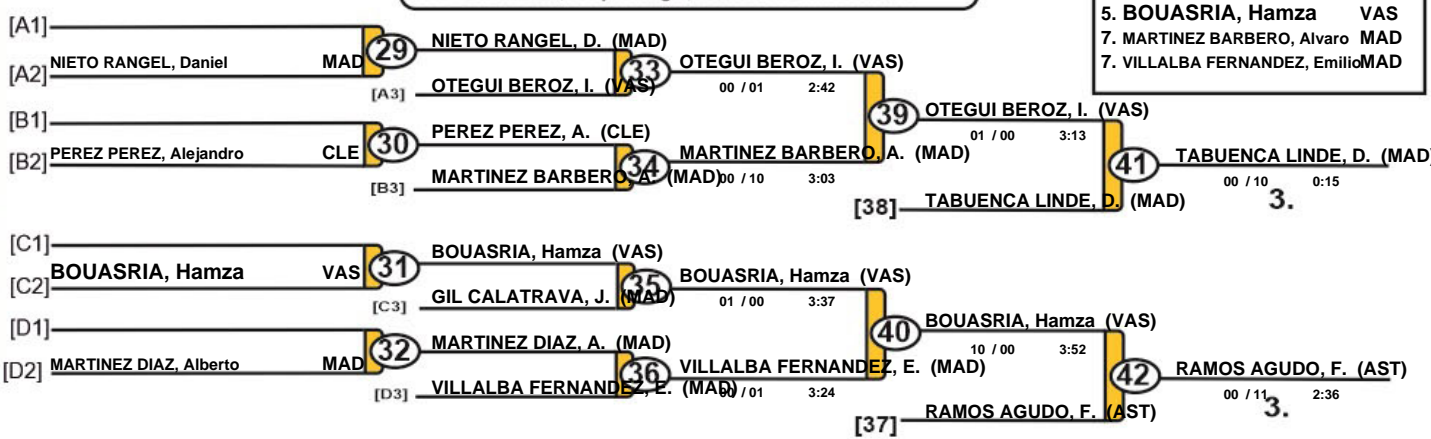 5. BOUASRIA, Hamza VAS
7. MARTINEZ BARBERO, Alvaro MAD
7. VILLALBA FERNANDEZ, Emilio MAD
[A1]
[A2] NIETO RANGEL, Daniel MAD
29
NIETO RANGEL, D. (MAD)
[A3] OTEGUI BEROZ, I. (VAS)
33
OTEGUI BEROZ, I. (VAS)
00 / 01 2:42
[B1]
[B2] PEREZ PEREZ, Alejandro CLE
30
PEREZ PEREZ, A. (CLE)
[B3] MARTINEZ BARBERO, A. (MAD)
34
MARTINEZ BARBERO, A. (MAD)
00 / 10 3:03
39
OTEGUI BEROZ, I. (VAS)
01 / 00 3:13
[38] TABUENCA LINDE, D. (MAD)
41
TABUENCA LINDE, D. (MAD)
00 / 10 0:15
3.
[C1]
[C2] BOUASRIA, Hamza VAS
31
BOUASRIA, Hamza (VAS)
[C3] GIL CALATRAVA, J. (MAD)
35
BOUASRIA, Hamza (VAS)
01 / 00 3:37
[D1]
[D2] MARTINEZ DIAZ, Alberto MAD
32
MARTINEZ DIAZ, A. (MAD)
[D3] VILLALBA FERNANDEZ, E. (MAD)
36
VILLALBA FERNANDEZ, E. (MAD)
/ 01 3:24
40
BOUASRIA, Hamza (VAS)
10 / 00 3:52
[37] RAMOS AGUDO, F. (AST)
42
RAMOS AGUDO, F. (AST)
00 / 11 2:36
3.